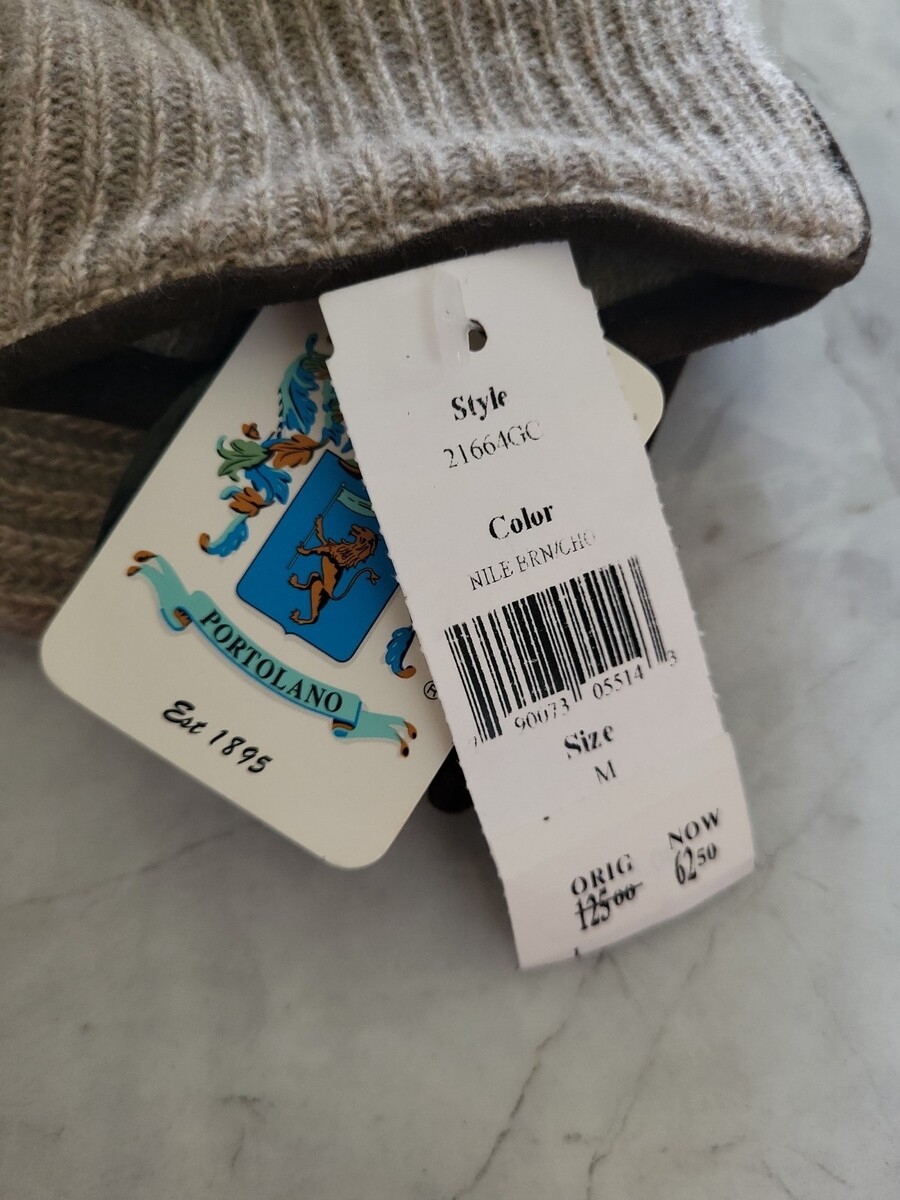 PORTOLANO
®
Est 1895
Style
21664GC
Color
NILE BRN/CHO
7 90073 05514 3
Size
M
ORIG NOW
125 00 62 50